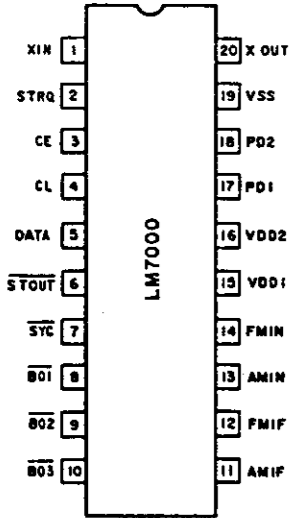 XIN 1 20 X OUT
STRQ 2 19 VSS
CE 3 18 PD2
CL 4 17 PD1
DATA 5 16 VDD2
STOUT 6 15 VDD1
SYC 7 14 FMIN
BO1 8 13 AMIN
BO2 9 12 FMIF
BO3 10 11 AMIF
LM7000